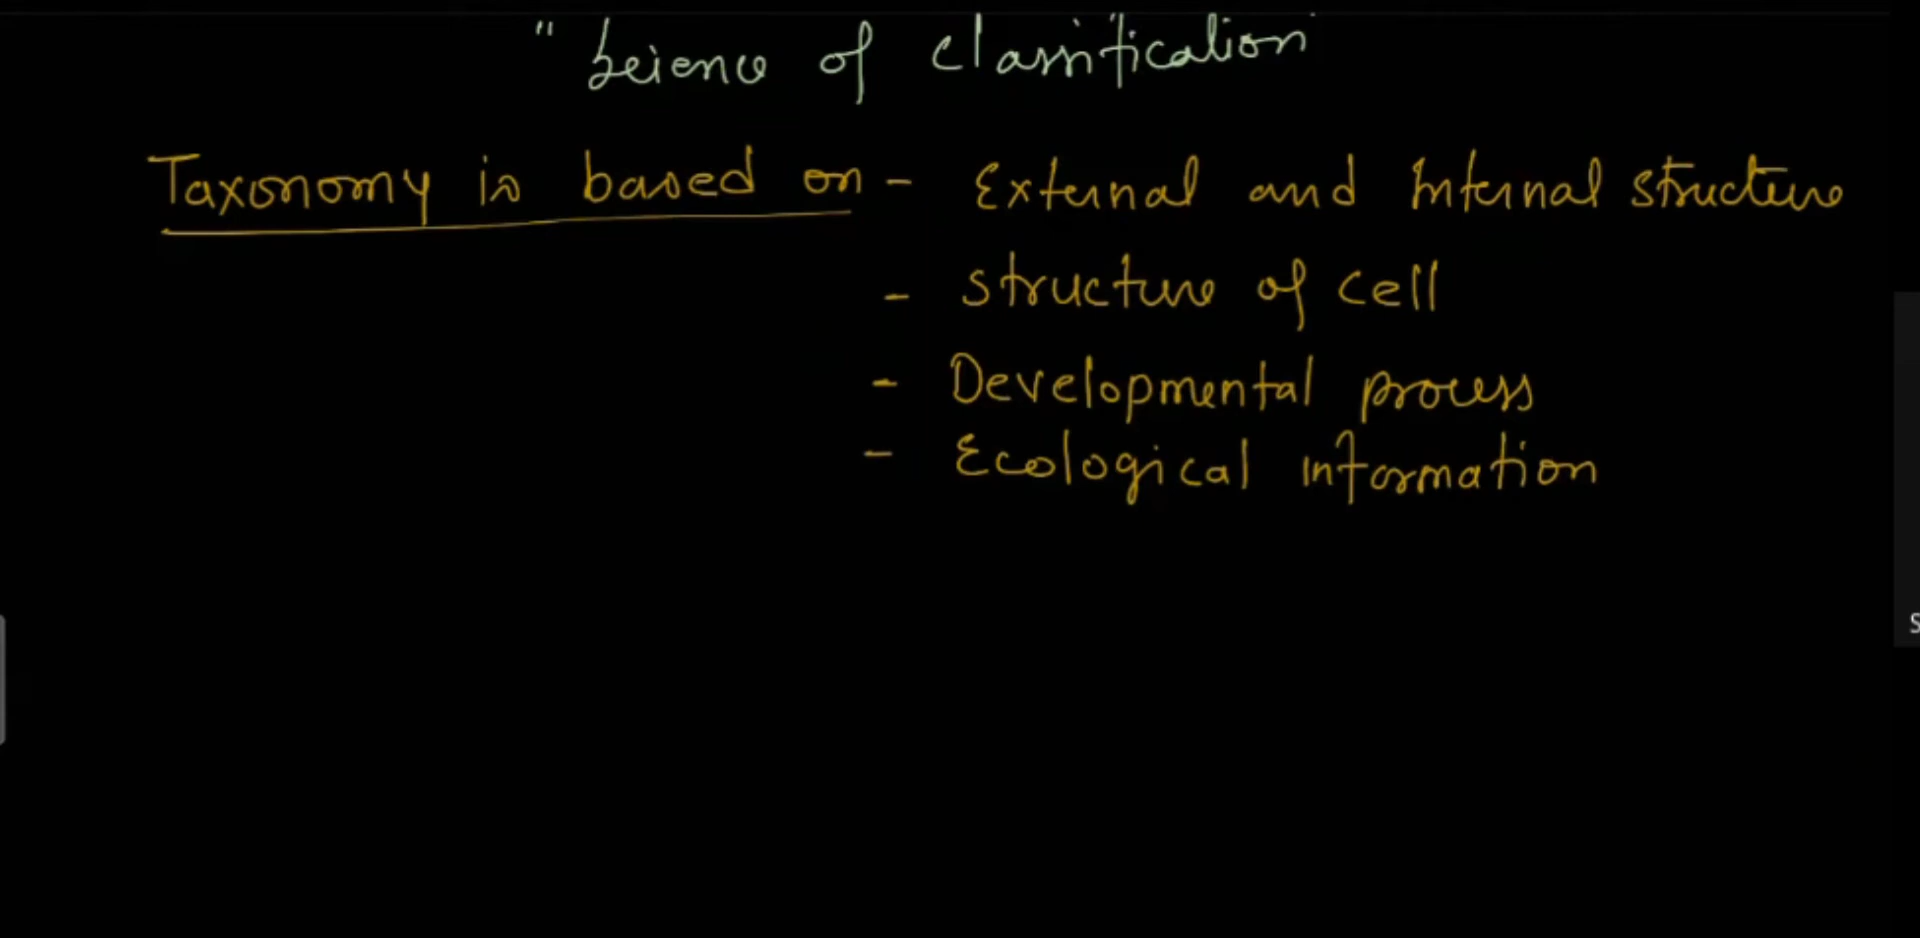 " Science of classification
Taxonomy is based on - External and Internal structure
- structure of cell
- Developmental process
- Ecological information
S